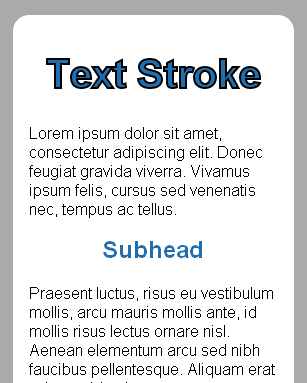 Text Stroke
Lorem ipsum dolor sit amet,
consectetur adipiscing elit. Donec
feugiat gravida viverra. Vivamus
ipsum felis, cursus sed venenatis
nec, tempus ac tellus.
Subhead
Praesent luctus, risus eu vestibulum
mollis, arcu mauris mollis ante, id
mollis risus lectus ornare nisl.
Aenean elementum arcu sed nibh
faucibus pellentesque. Aliquam erat